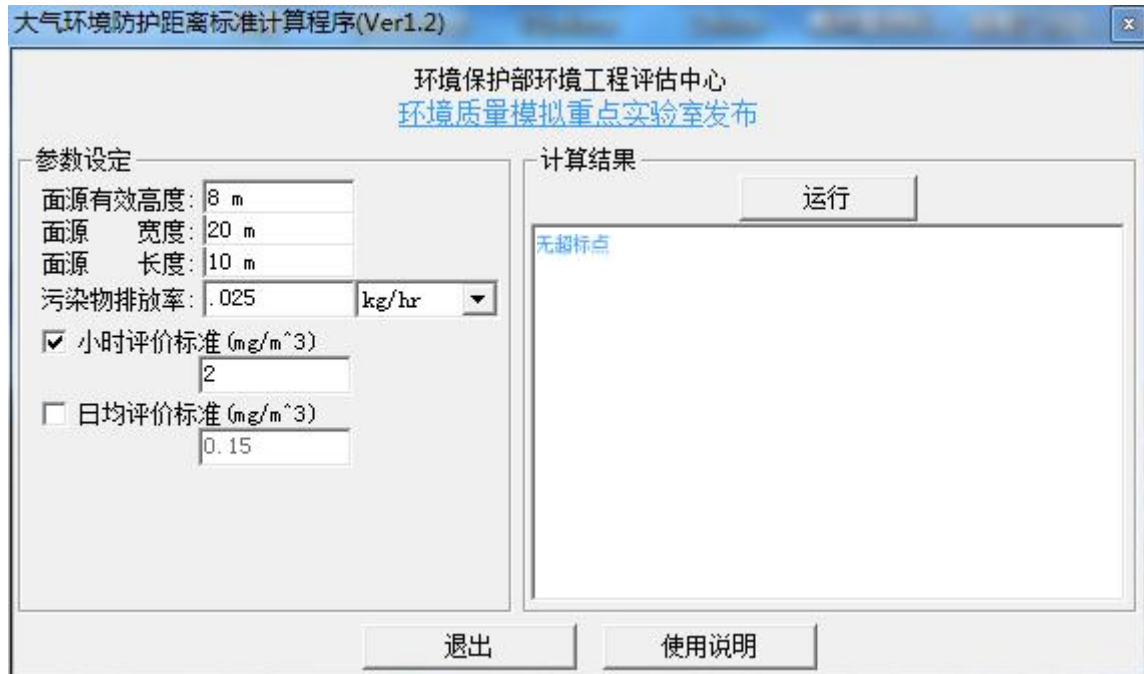 大气环境防护距离标准计算程序(Ver1.2)
x
环境保护部环境工程评估中心
环境质量模拟重点实验室发布
参数设定
面源有效高度: 8 m
面源 宽度: 20 m
面源 长度: 10 m
污染物排放率: .025 kg/hr
小时评价标准(mg/m^3)
2
日均评价标准(mg/m^3)
0.15
计算结果
运行
无超标点
退出
使用说明